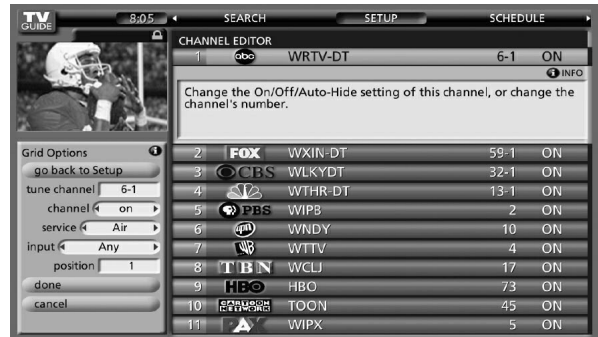 TV GUIDE 8:05 SEARCH SETUP SCHEDULE
CHANNEL EDITOR
1 abc WRTV-DT 6-1 ON
INFO
Change the On/Off/Auto-Hide setting of this channel, or change the
channel's number.
Grid Options
go back to Setup
tune channel 6-1
channel on
service Air
input Any
position 1
done
cancel
2 FOX WXIN-DT 59-1 ON
3 CBS WLKYDT 32-1 ON
4 WTHR-DT 13-1 ON
5 PBS WIPB 2 ON
6 upn WNDY 10 ON
7 WB WTTV 4 ON
8 TBN WCLJ 17 ON
9 HBO HBO 73 ON
10 CARTOON NETWORK TOON 45 ON
11 PAX WIPX 5 ON